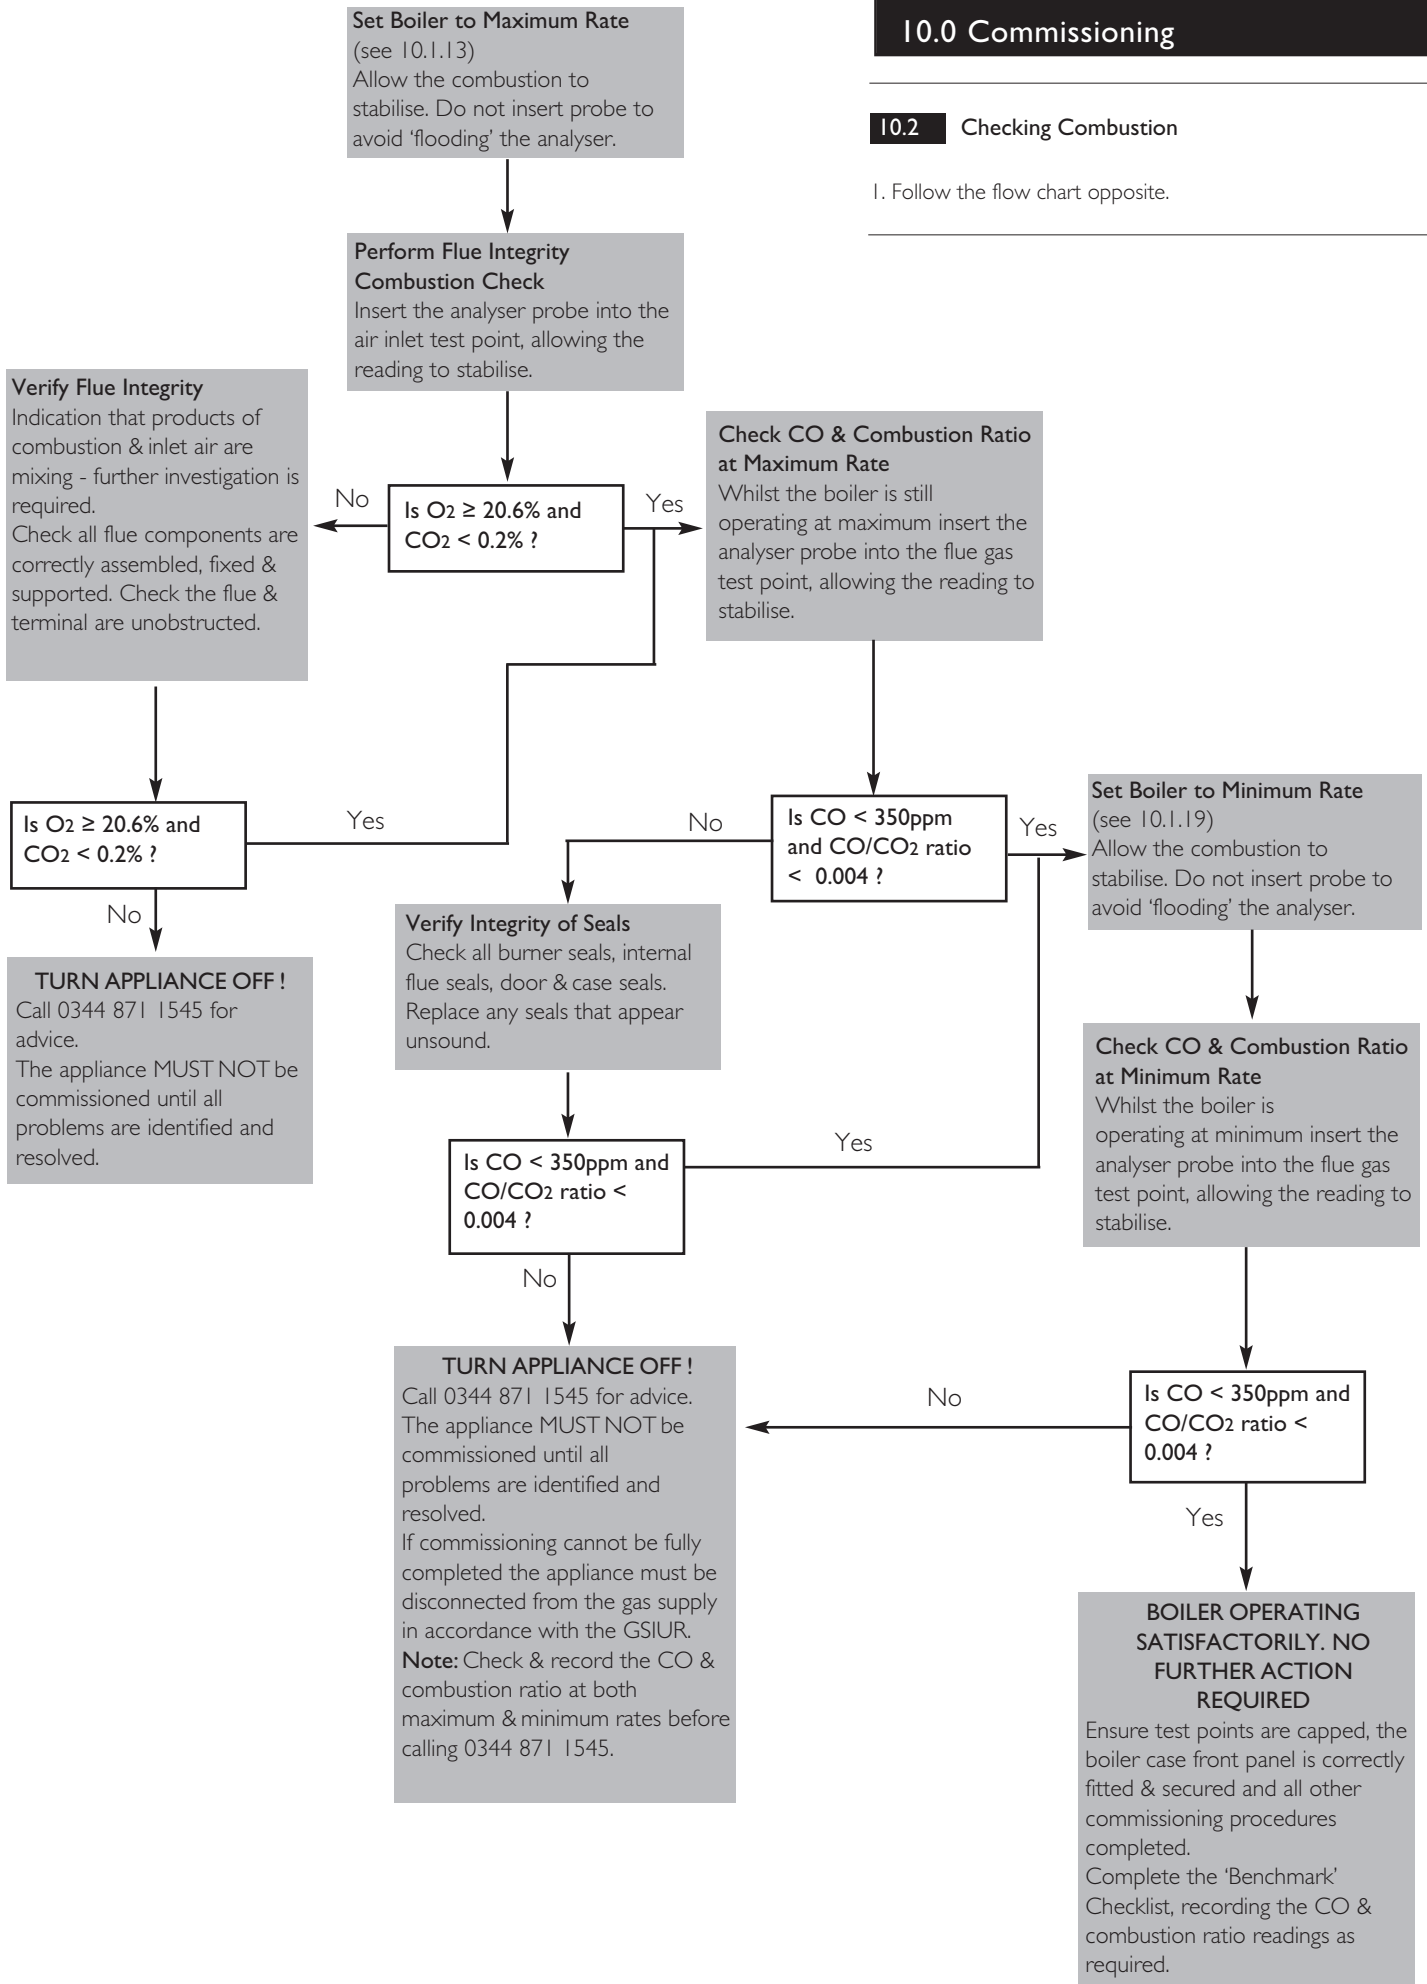 10.0 Commissioning
10.2 Checking Combustion
1. Follow the flow chart opposite.
Set Boiler to Maximum Rate
(see 10.1.13)
Allow the combustion to
stabilise. Do not insert probe to
avoid ‘flooding’ the analyser.
Perform Flue Integrity
Combustion Check
Insert the analyser probe into the
air inlet test point, allowing the
reading to stabilise.
Is O2 ≥ 20.6% and
CO2 < 0.2% ?
No
Yes
Verify Flue Integrity
Indication that products of
combustion & inlet air are
mixing - further investigation is
required.
Check all flue components are
correctly assembled, fixed &
supported. Check the flue &
terminal are unobstructed.
Is O2 ≥ 20.6% and
CO2 < 0.2% ?
Yes
No
TURN APPLIANCE OFF !
Call 0344 871 1545 for
advice.
The appliance MUST NOT be
commissioned until all
problems are identified and
resolved.
Check CO & Combustion Ratio
at Maximum Rate
Whilst the boiler is still
operating at maximum insert the
analyser probe into the flue gas
test point, allowing the reading to
stabilise.
Is CO < 350ppm
and CO/CO2 ratio
< 0.004 ?
No
Yes
Verify Integrity of Seals
Check all burner seals, internal
flue seals, door & case seals.
Replace any seals that appear
unsound.
Is CO < 350ppm and
CO/CO2 ratio <
0.004 ?
Yes
No
TURN APPLIANCE OFF !
Call 0344 871 1545 for advice.
The appliance MUST NOT be
commissioned until all
problems are identified and
resolved.
If commissioning cannot be fully
completed the appliance must be
disconnected from the gas supply
in accordance with the GSIUR.
Note: Check & record the CO &
combustion ratio at both
maximum & minimum rates before
calling 0344 871 1545.
Set Boiler to Minimum Rate
(see 10.1.19)
Allow the combustion to
stabilise. Do not insert probe to
avoid ‘flooding’ the analyser.
Check CO & Combustion Ratio
at Minimum Rate
Whilst the boiler is
operating at minimum insert the
analyser probe into the flue gas
test point, allowing the reading to
stabilise.
Is CO < 350ppm and
CO/CO2 ratio <
0.004 ?
No
Yes
BOILER OPERATING
SATISFACTORILY. NO
FURTHER ACTION
REQUIRED
Ensure test points are capped, the
boiler case front panel is correctly
fitted & secured and all other
commissioning procedures
completed.
Complete the ‘Benchmark’
Checklist, recording the CO &
combustion ratio readings as
required.